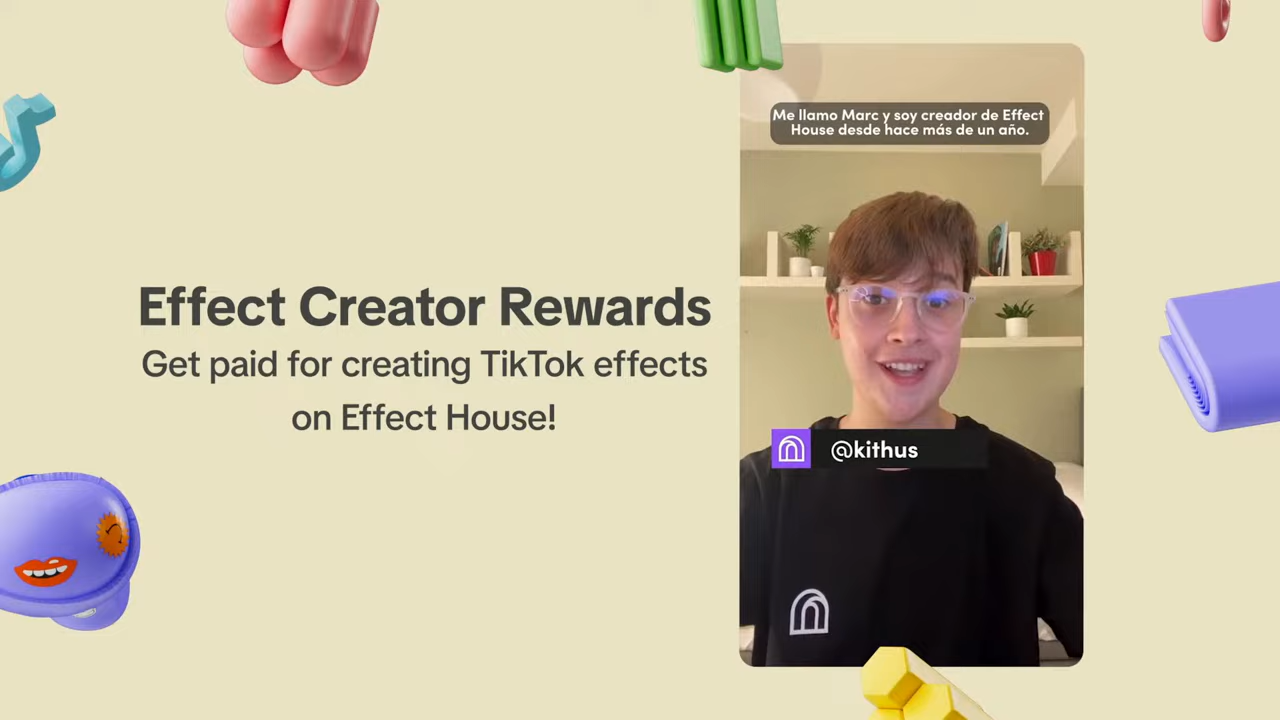 Effect Creator Rewards
Get paid for creating TikTok effects
on Effect House!
Me llamo Marc y soy creador de Effect
House desde hace más de un año.
@kithus